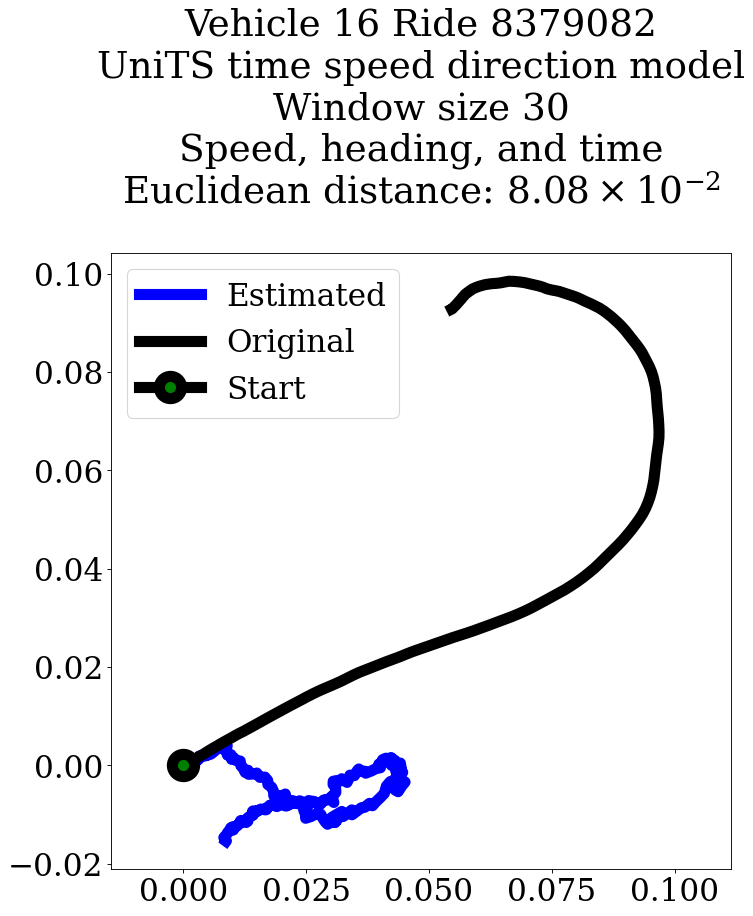 Vehicle 16 Ride 8379082
UniTS time speed direction model
Window size 30
Speed, heading, and time
Euclidean distance: 8.08 × 10⁻²
Estimated
Original
Start
0.10
0.08
0.06
0.04
0.02
0.00
−0.02
0.000 0.025 0.050 0.075 0.100